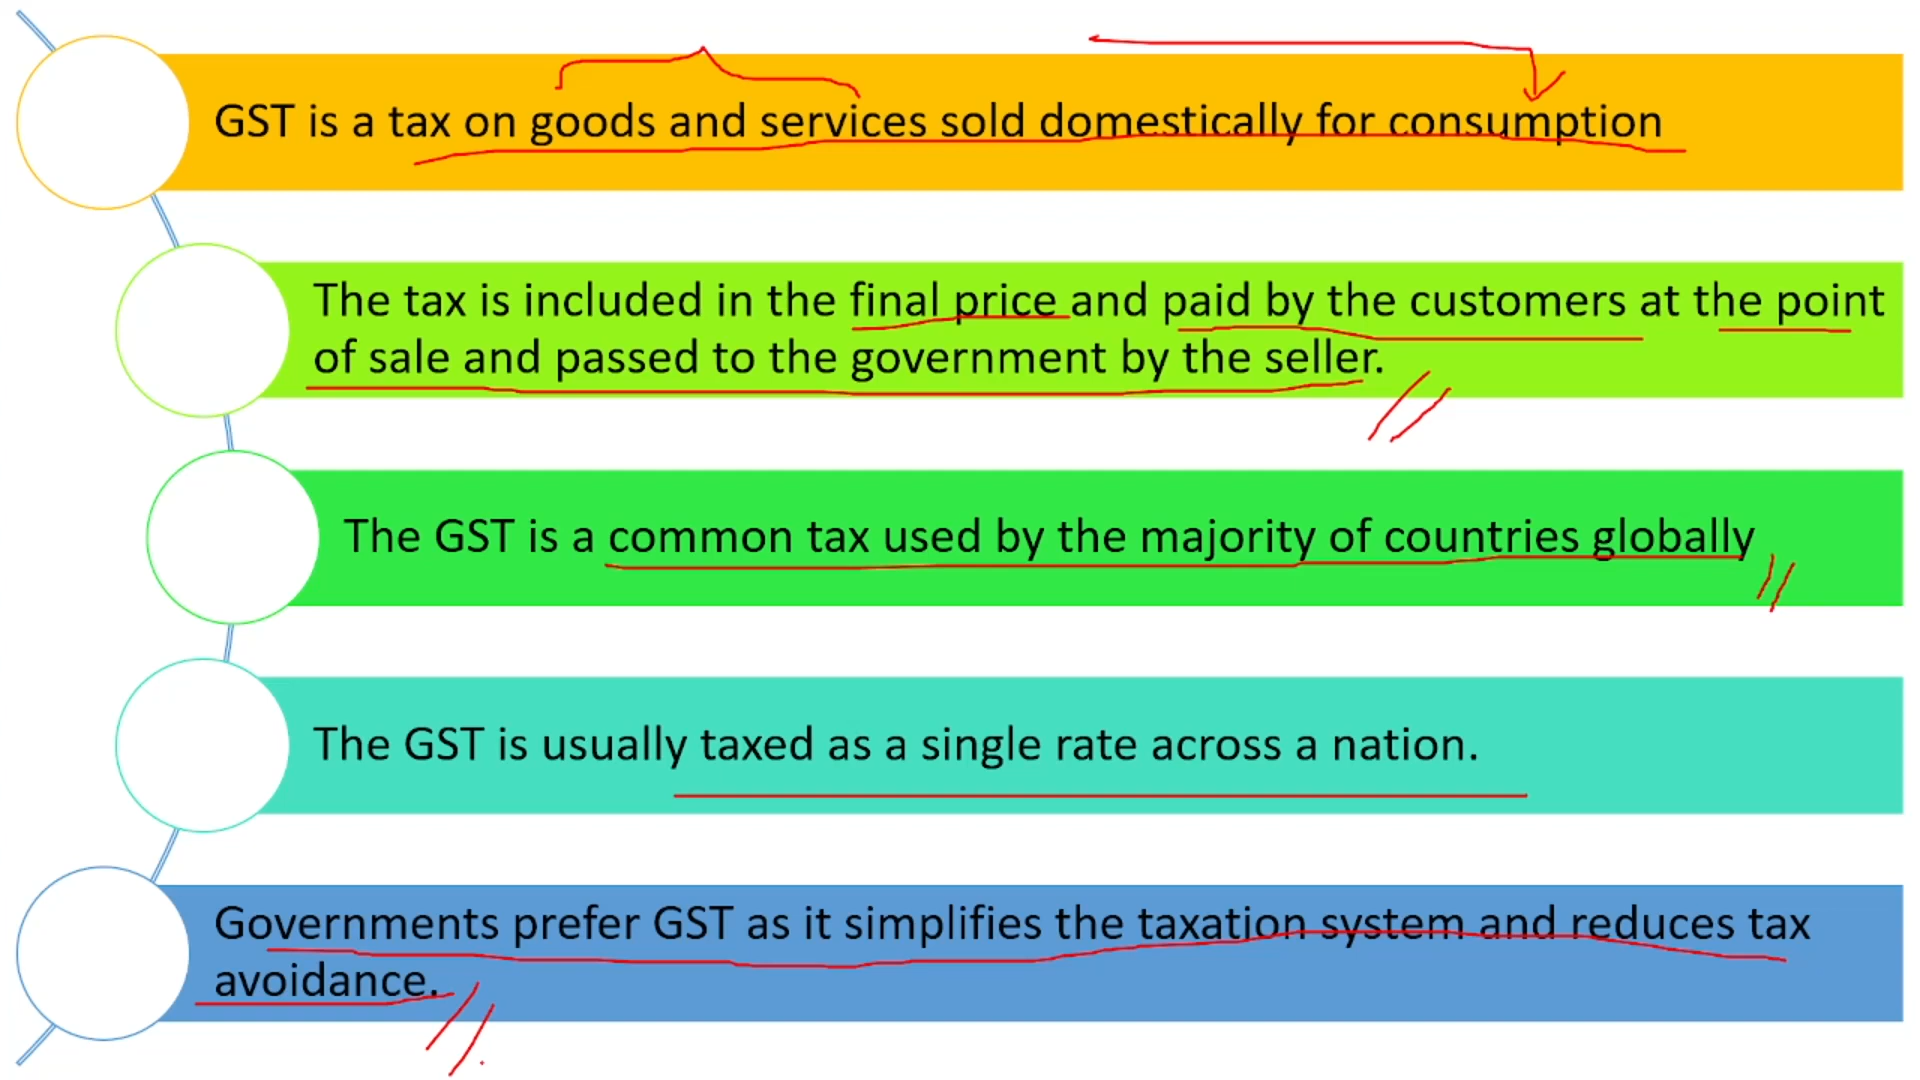 GST is a tax on goods and services sold domestically for consumption
The tax is included in the final price and paid by the customers at the point
of sale and passed to the government by the seller.
The GST is a common tax used by the majority of countries globally
The GST is usually taxed as a single rate across a nation.
Governments prefer GST as it simplifies the taxation system and reduces tax
avoidance.